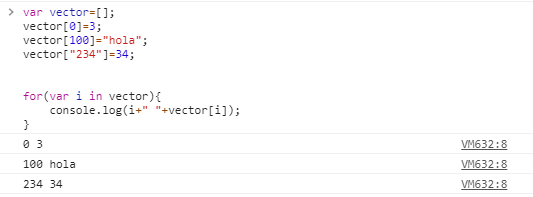 > var vector=[];
vector[0]=3;
vector[100]="hola";
vector["234"]=34;
for(var i in vector){
console.log(i+" "+vector[i]);
}
0 3 VM632:8
100 hola VM632:8
234 34 VM632:8